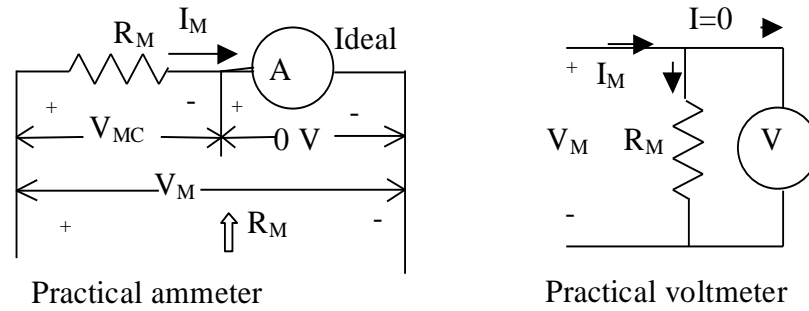 I_M
R_M
Ideal
A
+ - + -
V_MC
0 V
V_M
+ -
R_M
Practical ammeter
I=0
+
I_M
V_M
R_M
V
-
Practical voltmeter